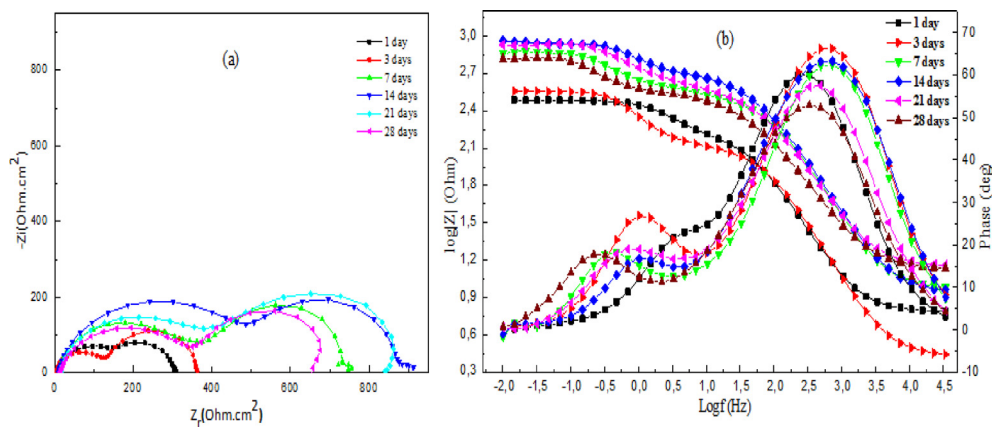 (a)
1 day
3 days
7 days
14 days
21 days
28 days
800
600
400
200
0
-Zi(Ohm.cm²)
0 200 400 600 800
Zr(Ohm.cm²)
(b)
1 day
3 days
7 days
14 days
21 days
28 days
3,0
2,7
2,4
2,1
1,8
1,5
1,2
0,9
0,6
0,3
log|Z| (Ohm)
70
60
50
40
30
20
10
0
-10
Phase (deg)
-2,0 -1,5 -1,0 -0,5 0,0 0,5 1,0 1,5 2,0 2,5 3,0 3,5 4,0 4,5
Logf (Hz)